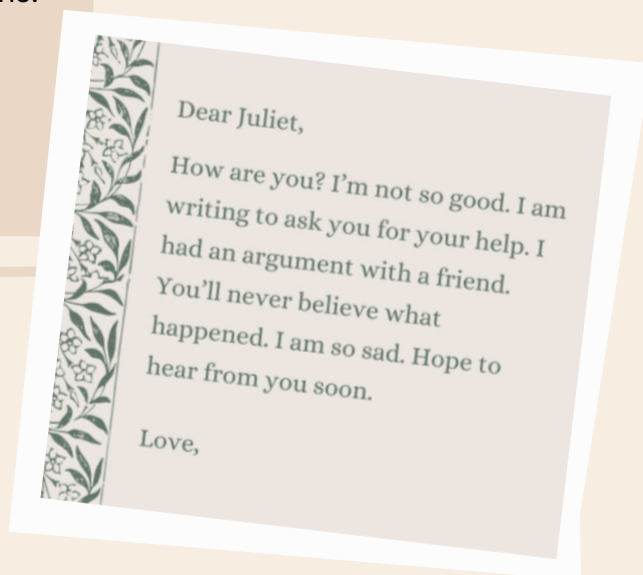 Dear Juliet,
How are you? I'm not so good. I am
writing to ask you for your help. I
had an argument with a friend.
You'll never believe what
happened. I am so sad. Hope to
hear from you soon.
Love,